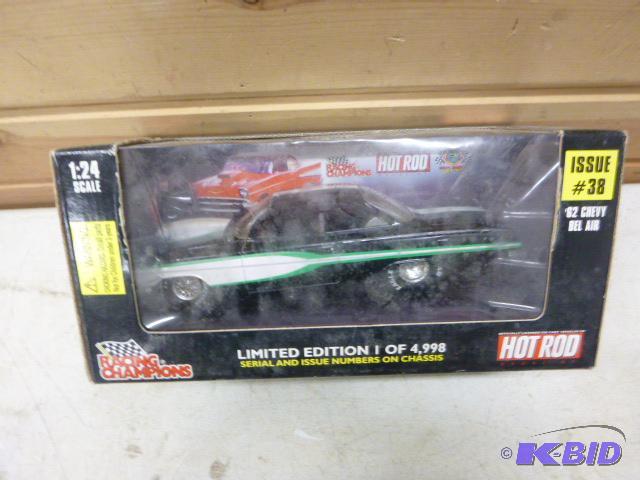 1:24
SCALE
RACING
CHAMPIONS
HOT ROD
ISSUE
#38
'62 CHEVY
BEL AIR
RACING
CHAMPIONS
LIMITED EDITION 1 OF 4,998
SERIAL AND ISSUE NUMBERS ON CHASSIS
HOT ROD
© K-BID